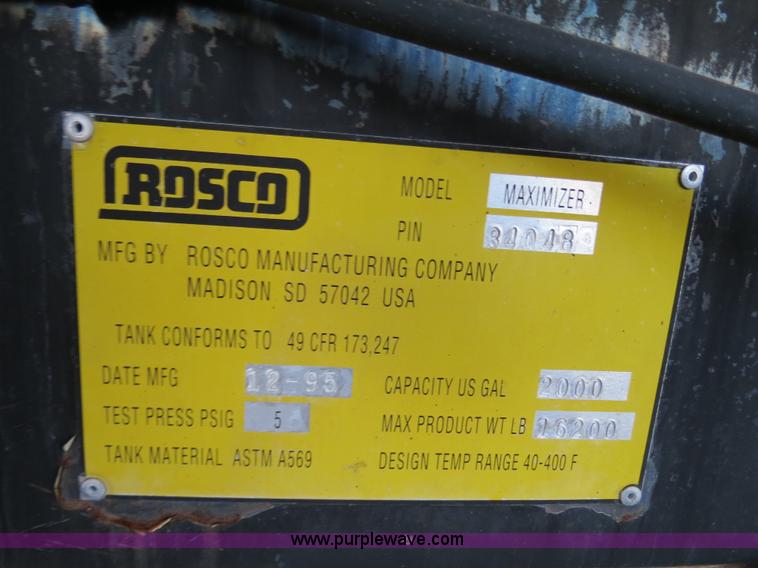 ROSCO
MODEL MAXIMIZER
PIN 34048
MFG BY ROSCO MANUFACTURING COMPANY
MADISON SD 57042 USA
TANK CONFORMS TO 49 CFR 173,247
DATE MFG 12-95
CAPACITY US GAL 2000
TEST PRESS PSIG 5
MAX PRODUCT WT LB 16200
TANK MATERIAL ASTM A569
DESIGN TEMP RANGE 40-400 F
www.purplewave.com